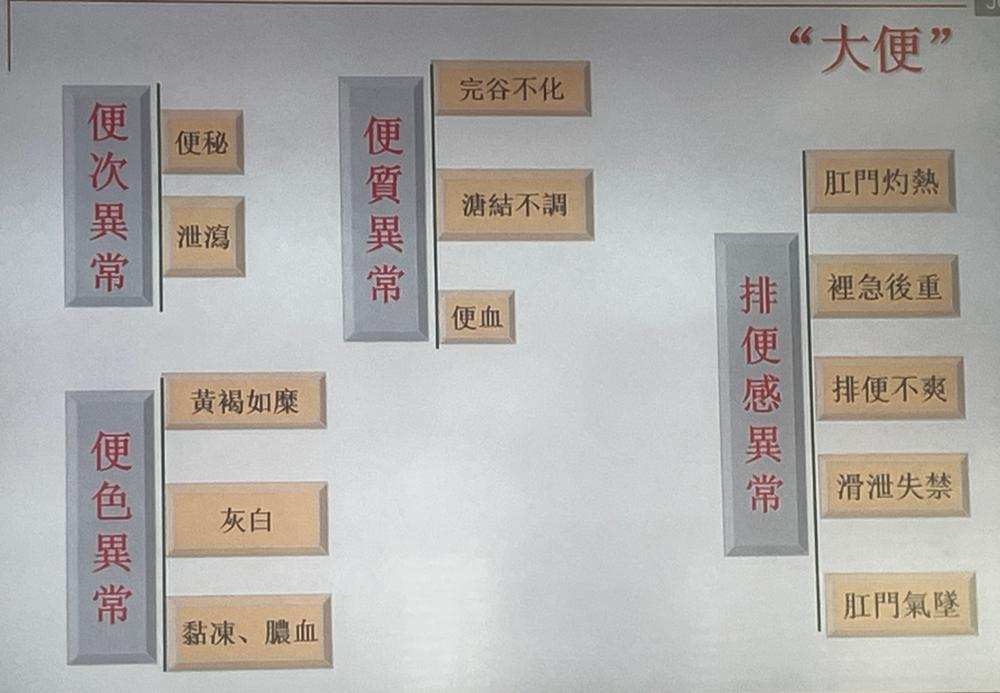 “大便”
便次異常
便秘
泄瀉
便質異常
完谷不化
溏結不調
便血
便色異常
黃褐如糜
灰白
黏凍、膿血
排便感異常
肛門灼熱
裡急後重
排便不爽
滑泄失禁
肛門氣墜